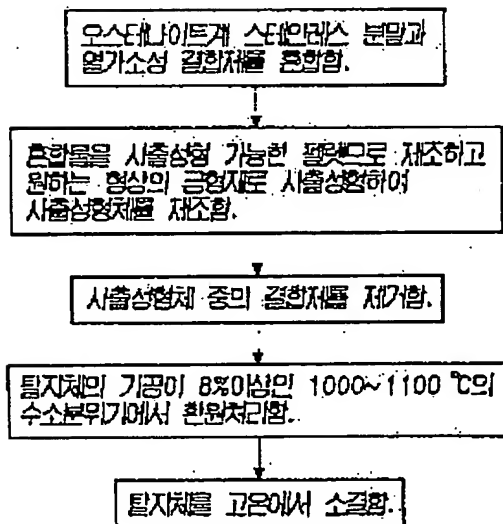 오스테나이트계 스테인레스 분말과
열가소성 결합제를 혼합함.
혼합물을 사출성형 가능한 펠릿으로 제조하고
원하는 형상의 금형재로 사출성형하여
사출성형체를 제조함.
사출성형체 중의 결합제를 제거함.
탈지체의 기공이 8%이상인 1000~1100 ℃의
수소분위기에서 환원처리함.
탈지체를 고온에서 소결함.